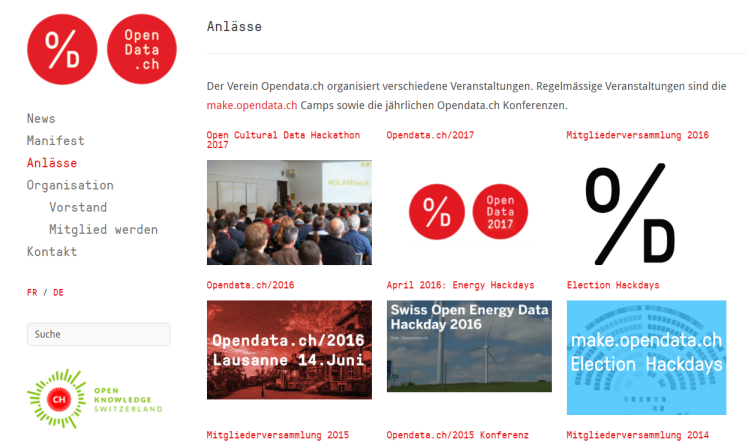 %
D
Open
Data
.ch
Anlässe
Der Verein Opendata.ch organisiert verschiedene Veranstaltungen. Regelmässige Veranstaltungen sind die
make.opendata.ch Camps sowie die jährlichen Opendata.ch Konferenzen.
News
Manifest
Anlässe
Organisation
Vorstand
Mitglied werden
Kontakt
FR / DE
Suche
CH
OPEN
KNOWLEDGE
SWITZERLAND
Open Cultural Data Hackathon
2017
#GLAMhack
Opendata.ch/2017
%
D
Open
Data
2017
Mitgliederversammlung 2016
%
D
Opendata.ch/2016
Opendata.ch/2016
Lausanne 14.Juni
April 2016: Energy Hackdays
Swiss Open Energy Data
Hackday 2016
Election Hackdays
make.opendata.ch
Election Hackdays
Mitgliederversammlung 2015
Opendata.ch/2015 Konferenz
Mitgliederversammlung 2014